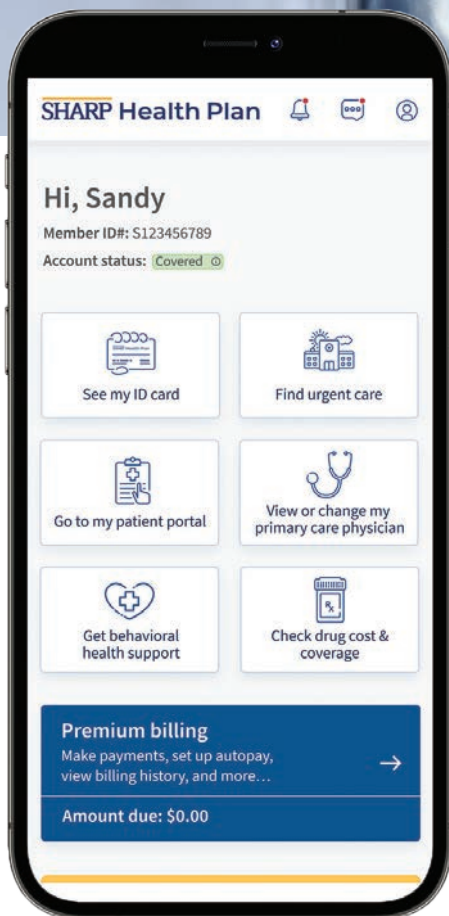 SHARP Health Plan
Hi, Sandy
Member ID#: S123456789
Account status: Covered
See my ID card
Find urgent care
Go to my patient portal
View or change my
primary care physician
Get behavioral
health support
Rx
Check drug cost &
coverage
Premium billing
Make payments, set up autopay,
view billing history, and more...
Amount due: $0.00